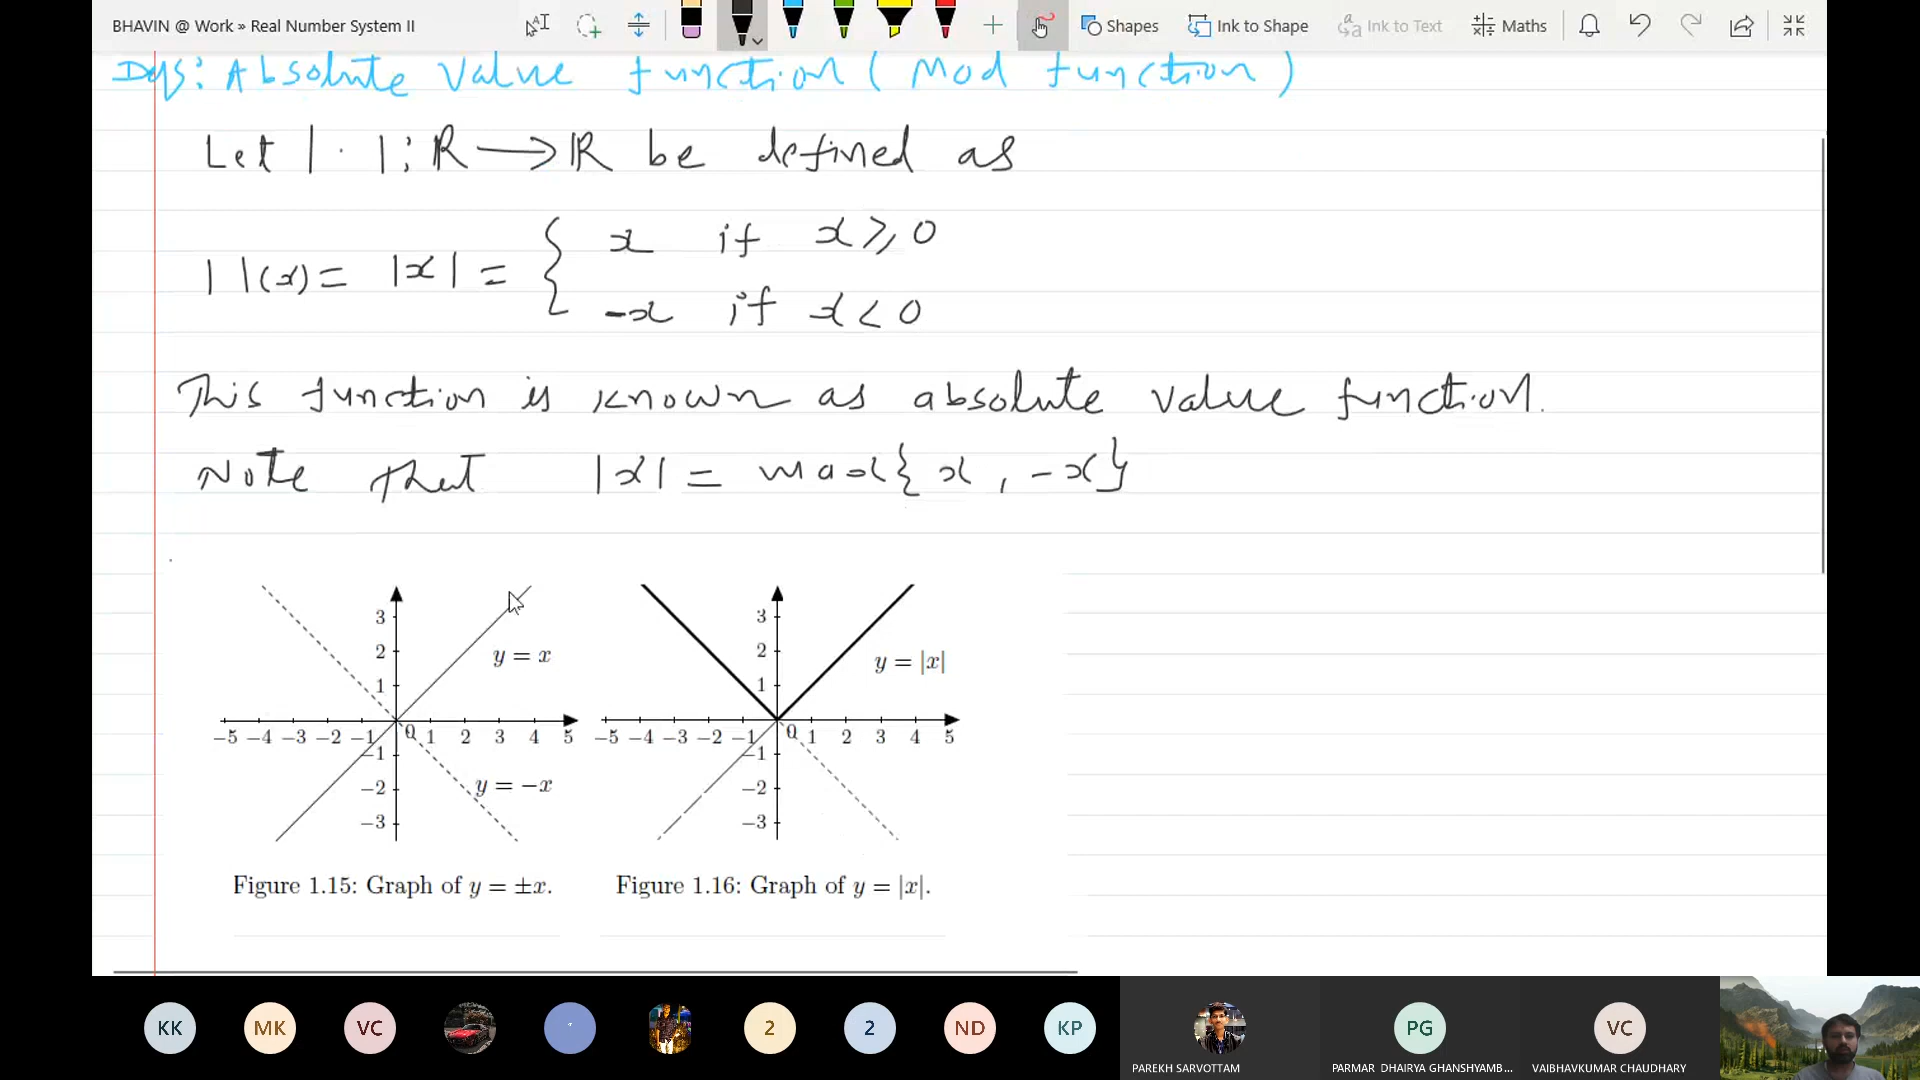 BHAVIN @ Work » Real Number System II
Shapes
Ink to Shape
Ink to Text
Maths
Absolute Value function ( Mod function )
Let | · | : ℝ ⟶ ℝ be defined as
| |(x) = |x| = { x if x ≥ 0
-x if x < 0
This function is known as absolute value function.
Note that |x| = max{ x , -x}
3
2
1
y = x
-5 -4 -3 -2 -1 0 1 2 3 4 5
-1
-2
-3
y = -x
Figure 1.15: Graph of y = ±x.
3
2
1
y = |x|
-5 -4 -3 -2 -1 0 1 2 3 4 5
-1
-2
-3
Figure 1.16: Graph of y = |x|.
KK
MK
VC
2
2
ND
KP
PG
VC
PAREKH SARVOTTAM
PARMAR DHAIRYA GHANSHYAMB...
VAIBHAVKUMAR CHAUDHARY